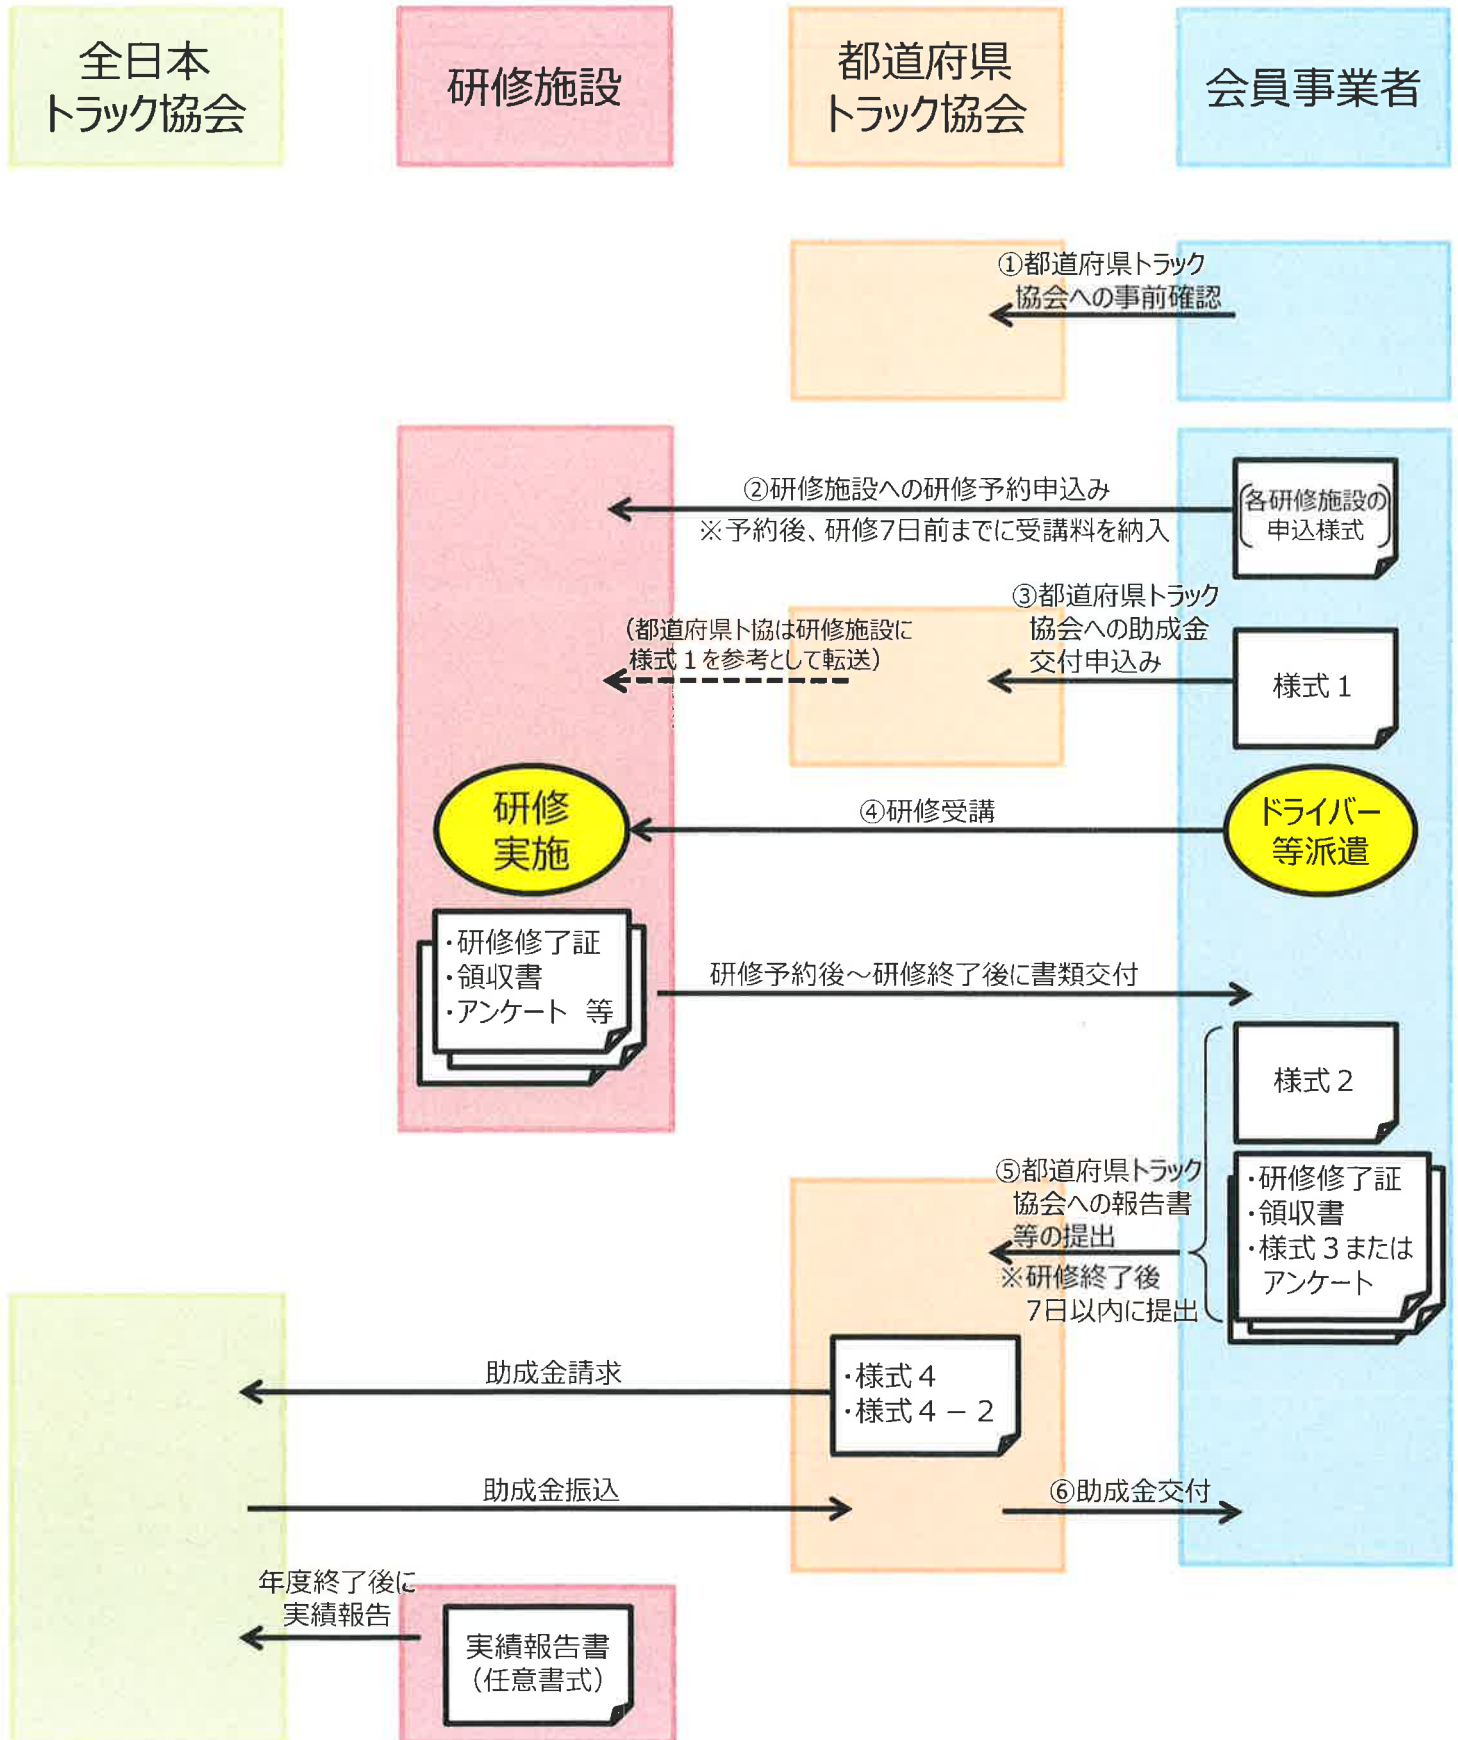 全日本
トラック協会
研修施設
都道府県
トラック協会
会員事業者
①都道府県トラック
協会への事前確認
②研修施設への研修予約申込み
※予約後、研修7日前までに受講料を納入
(各研修施設の
申込様式)
③都道府県トラック
協会への助成金
交付申込み
(都道府県ト協は研修施設に
様式1を参考として転送)
様式1
研修
実施
④研修受講
ドライバー
等派遣
・研修修了証
・領収書
・アンケート 等
研修予約後～研修終了後に書類交付
様式2
⑤都道府県トラック
協会への報告書
等の提出
※研修終了後
7日以内に提出
・研修修了証
・領収書
・様式3または
アンケート
助成金請求
・様式4
・様式4－2
助成金振込
⑥助成金交付
年度終了後に
実績報告
実績報告書
(任意書式)